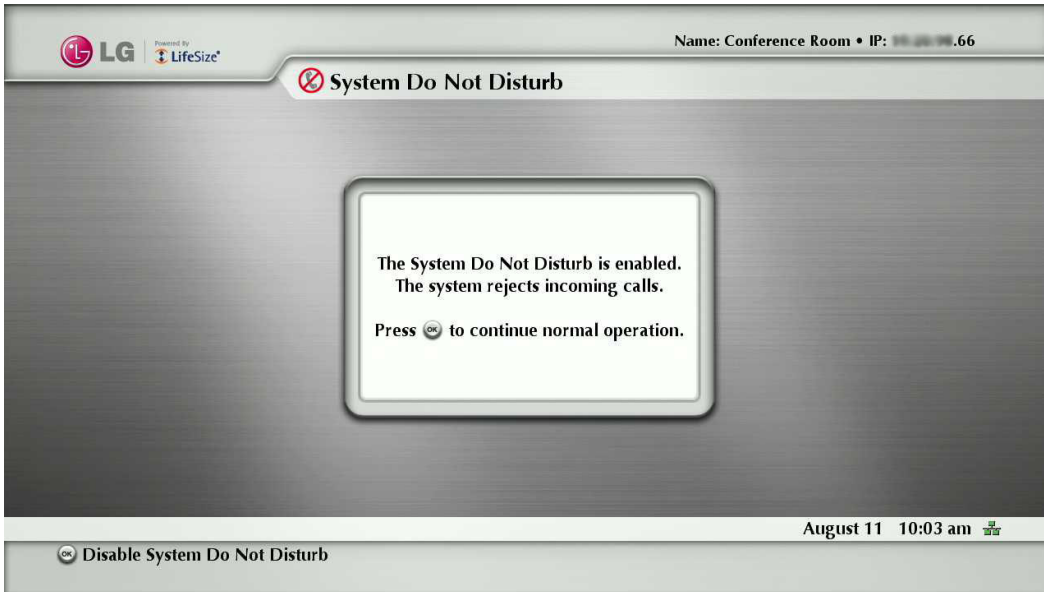 LG Powered by LifeSize
Name: Conference Room • IP: .66
System Do Not Disturb
The System Do Not Disturb is enabled.
The system rejects incoming calls.
Press OK to continue normal operation.
August 11 10:03 am
OK Disable System Do Not Disturb